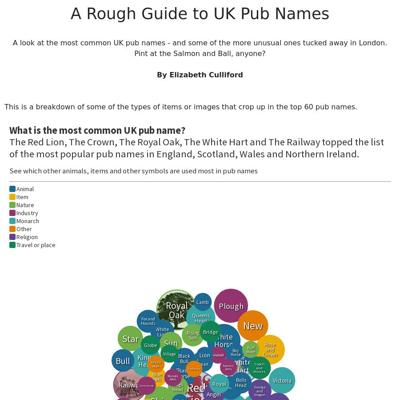 A Rough Guide to UK Pub Names
A look at the most common UK pub names - and some of the more unusual ones tucked away in London.
Pint at the Salmon and Ball, anyone?
By Elizabeth Culliford
This is a breakdown of some of the types of items or images that crop up in the top 60 pub names.
What is the most common UK pub name?
The Red Lion, The Crown, The Royal Oak, The White Hart and The Railway topped the list
of the most popular pub names in England, Scotland, Wales and Northern Ireland.
See which other animals, items and other symbols are used most in pub names
Animal
Item
Nature
Industry
Monarch
Other
Religion
Travel or place
Royal
Oak
Lamb
Plough
Queens
New
Star
Sun
Bridge
Globe
White
Lion
Bull
Black
Bull
Lion
Royal
Bulls
Head
Victoria
Angel
Red